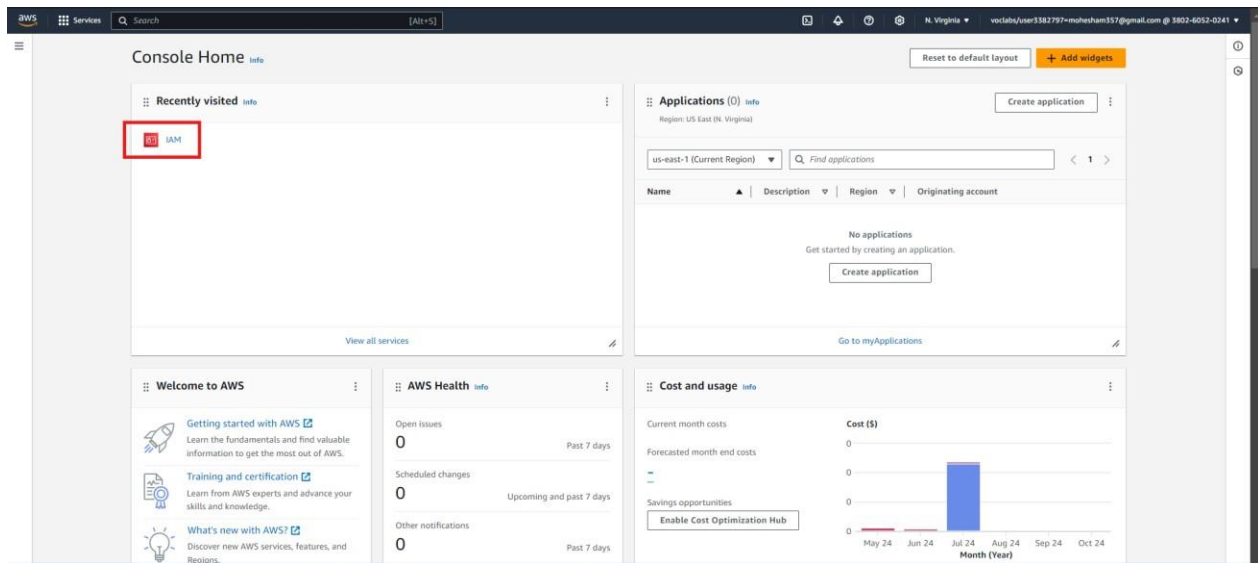 aws
Services
Search
[Alt+S]
N. Virginia
voclabs/user3382797=mohesham357@gmail.com @ 3802-6052-0241
Console Home Info
Reset to default layout
+ Add widgets
Recently visited Info
IAM
View all services
Applications (0) Info
Region: US East (N. Virginia)
Create application
us-east-1 (Current Region)
Find applications
1
Name
Description
Region
Originating account
No applications
Get started by creating an application.
Create application
Go to myApplications
Welcome to AWS
Getting started with AWS
Learn the fundamentals and find valuable
information to get the most out of AWS.
Training and certification
Learn from AWS experts and advance your
skills and knowledge.
What's new with AWS?
Discover new AWS services, features, and
Regions.
AWS Health Info
Open issues
0
Past 7 days
Scheduled changes
0
Upcoming and past 7 days
Other notifications
0
Past 7 days
Cost and usage Info
Current month costs
Forecasted month end costs
Savings opportunities
Enable Cost Optimization Hub
Cost ($)
0
0
0
0
May 24 Jun 24 Jul 24 Aug 24 Sep 24 Oct 24
Month (Year)